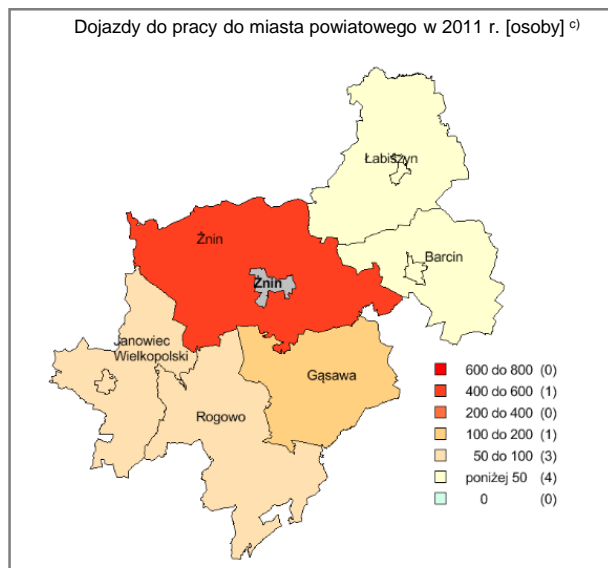 Dojazdy do pracy do miasta powiatowego w 2011 r. [osoby] c)
Łabiszyn
Żnin
Barcin
Żnin
Janowiec
Wielkopolski
Gąsawa
Rogowo
600 do 800 (0)
400 do 600 (1)
200 do 400 (0)
100 do 200 (1)
50 do 100 (3)
poniżej 50 (4)
0 (0)